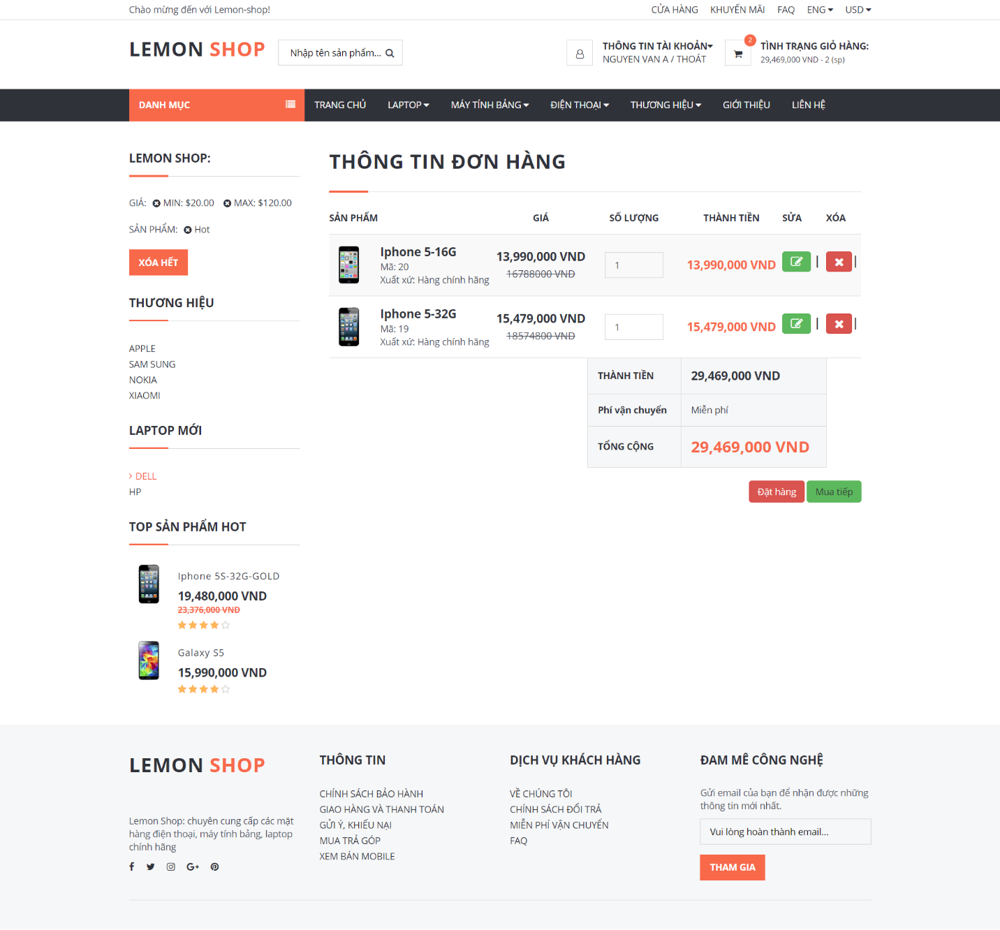 Chào mừng đến với Lemon-shop!
CỬA HÀNG KHUYẾN MÃI FAQ ENG USD
LEMON SHOP
Nhập tên sản phẩm...
THÔNG TIN TÀI KHOẢN
NGUYEN VAN A / THOÁT
2
TÌNH TRẠNG GIỎ HÀNG:
29,469,000 VND - 2 (sp)
DANH MỤC
TRANG CHỦ LAPTOP MÁY TÍNH BẢNG ĐIỆN THOẠI THƯƠNG HIỆU GIỚI THIỆU LIÊN HỆ
LEMON SHOP:
GIÁ: MIN: $20.00 MAX: $120.00
SẢN PHẨM: Hot
XÓA HẾT
THƯƠNG HIỆU
APPLE
SAM SUNG
NOKIA
XIAOMI
LAPTOP MỚI
DELL
HP
TOP SẢN PHẨM HOT
Iphone 5S-32G-GOLD
19,480,000 VND
23,376,000 VND
Galaxy S5
15,990,000 VND
THÔNG TIN ĐƠN HÀNG
SẢN PHẨM GIÁ SỐ LƯỢNG THÀNH TIỀN SỬA XÓA
Iphone 5-16G
Mã: 20
Xuất xứ: Hàng chính hãng
13,990,000 VND
16788000 VND
1
13,990,000 VND
|
|
Iphone 5-32G
Mã: 19
Xuất xứ: Hàng chính hãng
15,479,000 VND
18574800 VND
1
15,479,000 VND
|
|
THÀNH TIỀN 29,469,000 VND
Phí vận chuyển Miễn phí
TỔNG CỘNG 29,469,000 VND
Đặt hàng Mua tiếp
LEMON SHOP
Lemon Shop: chuyên cung cấp các mặt
hàng điện thoại, máy tính bảng, laptop
chính hãng
THÔNG TIN
CHÍNH SÁCH BẢO HÀNH
GIAO HÀNG VÀ THANH TOÁN
GỬI Ý, KHIẾU NẠI
MUA TRẢ GÓP
XEM BẢN MOBILE
DỊCH VỤ KHÁCH HÀNG
VỀ CHÚNG TÔI
CHÍNH SÁCH ĐỔI TRẢ
MIỄN PHÍ VẬN CHUYỂN
FAQ
ĐAM MÊ CÔNG NGHỆ
Gửi email của bạn để nhận được những
thông tin mới nhất.
Vui lòng hoàn thành email...
THAM GIA